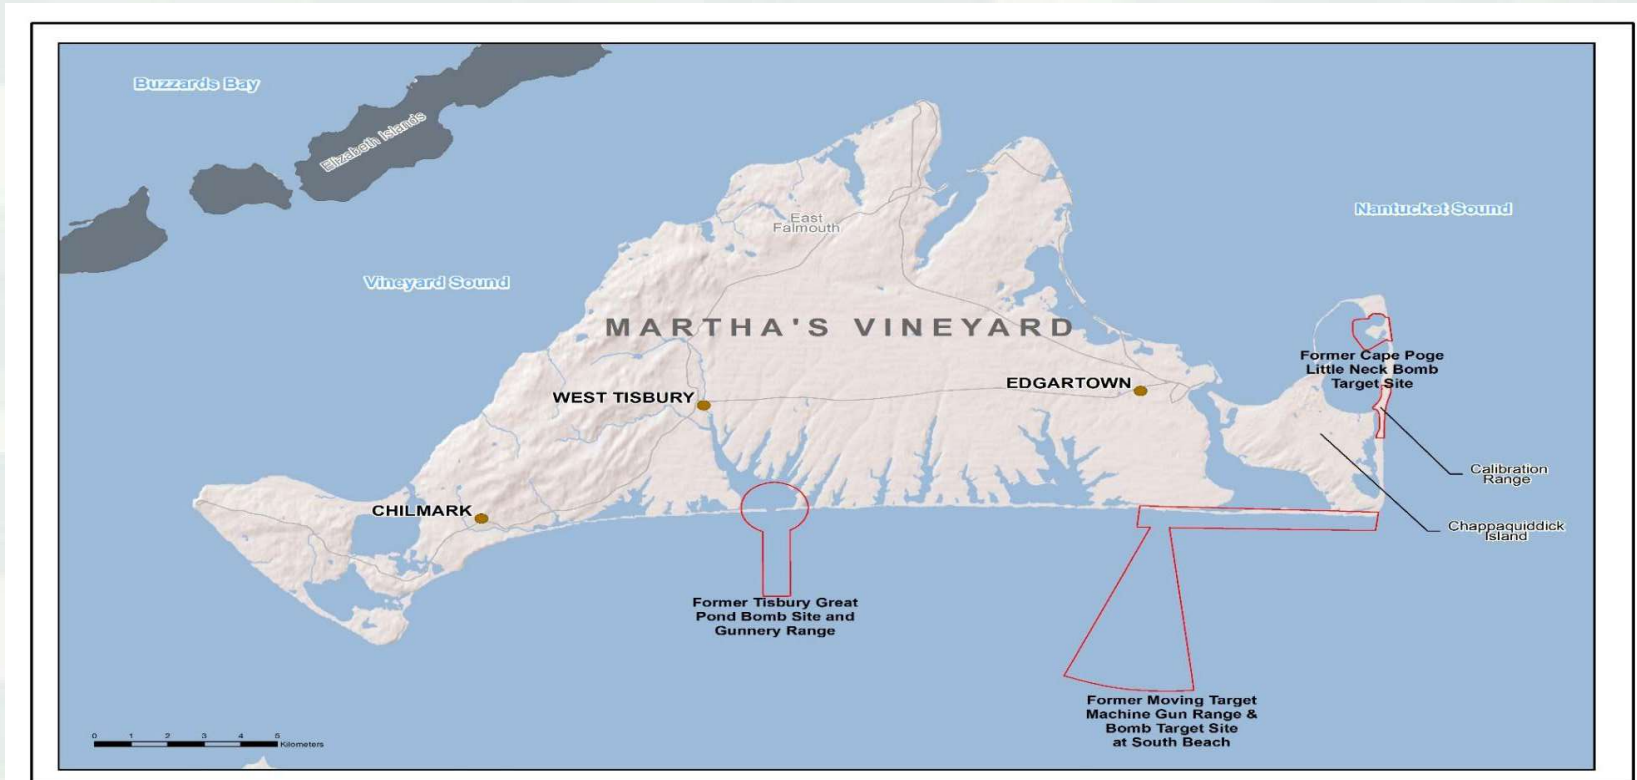 Buzzards Bay
Elizabeth Islands
Nantucket Sound
East
Falmouth
Vineyard Sound
MARTHA'S VINEYARD
Former Cape Poge
Little Neck Bomb
Target Site
EDGARTOWN
WEST TISBURY
Calibration
Range
CHILMARK
Chappaquiddick
Island
Former Tisbury Great
Pond Bomb Site and
Gunnery Range
Former Moving Target
Machine Gun Range &
Bomb Target Site
at South Beach
0 1 2 3 4 5
Kilometers